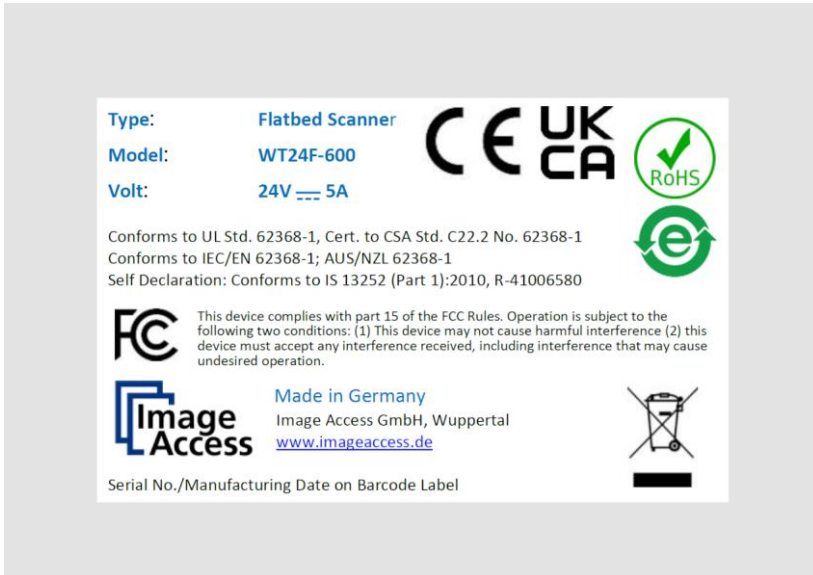 Type: Flatbed Scanner
Model: WT24F-600
Volt: 24V ⎓ 5A
CE
UK
CA
RoHS
e
Conforms to UL Std. 62368-1, Cert. to CSA Std. C22.2 No. 62368-1
Conforms to IEC/EN 62368-1; AUS/NZL 62368-1
Self Declaration: Conforms to IS 13252 (Part 1):2010, R-41006580
FC
This device complies with part 15 of the FCC Rules. Operation is subject to the
following two conditions: (1) This device may not cause harmful interference (2) this
device must accept any interference received, including interference that may cause
undesired operation.
Image
Access
Made in Germany
Image Access GmbH, Wuppertal
www.imageaccess.de
Serial No./Manufacturing Date on Barcode Label